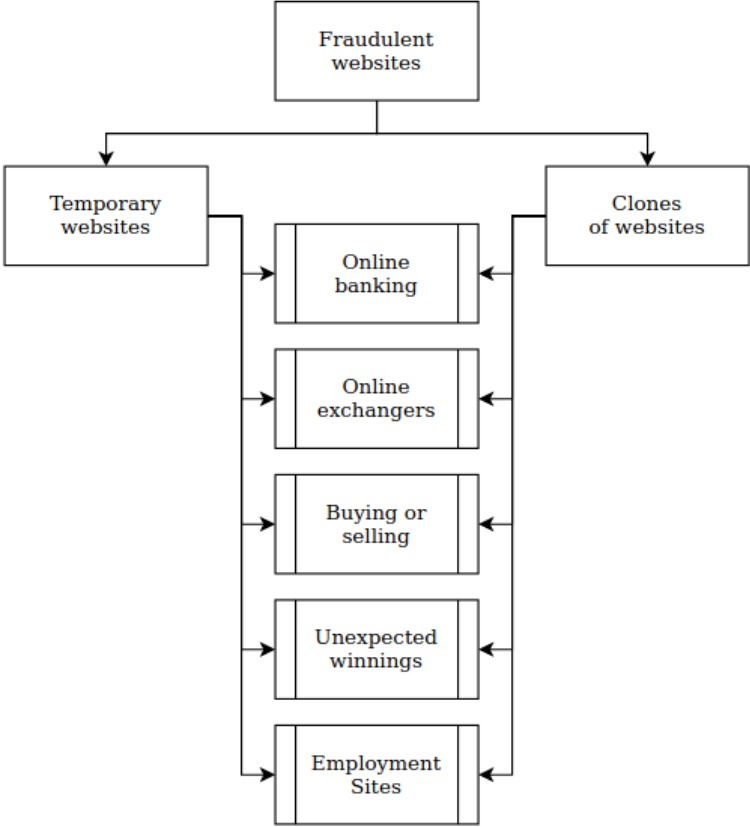 Fraudulent
websites
Temporary
websites
Clones
of websites
Online
banking
Online
exchangers
Buying or
selling
Unexpected
winnings
Employment
Sites